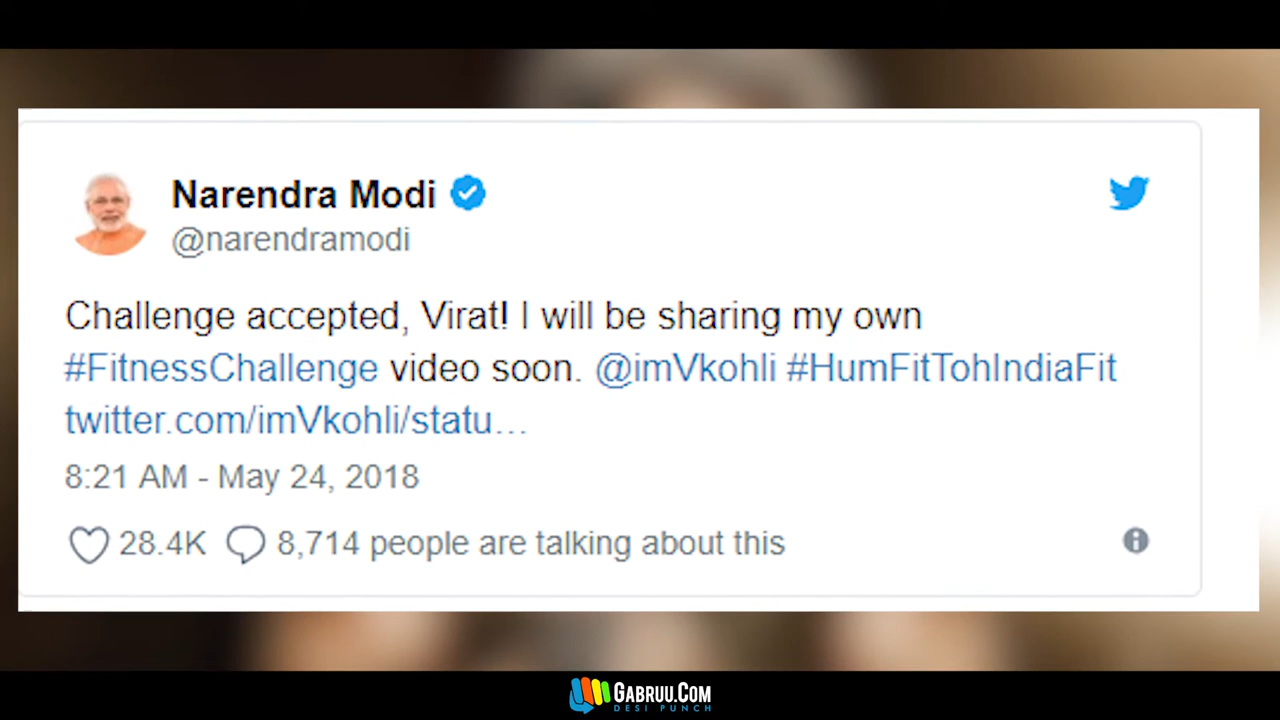 Narendra Modi
@narendramodi
Challenge accepted, Virat! I will be sharing my own
#FitnessChallenge video soon. @imVkohli #HumFitTohIndiaFit
twitter.com/imVkohli/statu...
8:21 AM - May 24, 2018
28.4K 8,714 people are talking about this
GABRUU.COM
DESI PUNCH